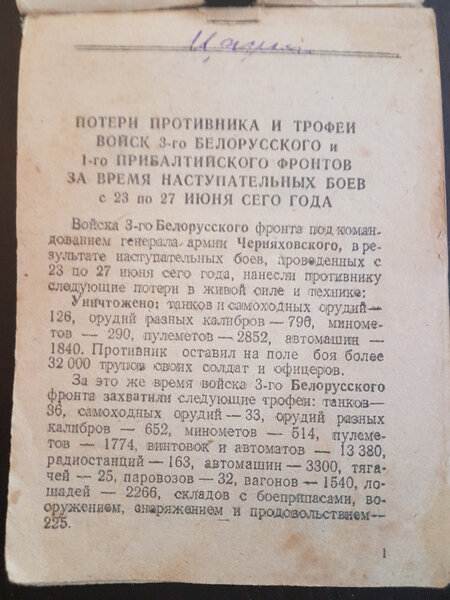 ПОТЕРИ ПРОТИВНИКА И ТРОФЕИ
ВОЙСК 3-го БЕЛОРУССКОГО и
1-го ПРИБАЛТИЙСКОГО ФРОНТОВ
ЗА ВРЕМЯ НАСТУПАТЕЛЬНЫХ БОЕВ
с 23 по 27 ИЮНЯ СЕГО ГОДА
Войска 3-го Белорусского фронта под коман-
дованием генерала армии Черняховского, в ре-
зультате наступательных боев, проведенных с
23 по 27 июня сего года, нанесли противнику
следующие потери в живой силе и технике:
Уничтожено: танков и самоходных орудий—
126, орудий разных калибров — 796, миноме-
тов — 290, пулеметов — 2852, автомашин —
1840. Противник оставил на поле боя более
32 000 трупов своих солдат и офицеров.
За это же время войска 3-го Белорусского
фронта захватили следующие трофеи: танков—
36, самоходных орудий — 33, орудий разных
калибров — 652, минометов — 514, пулеме-
тов — 1774, винтовок и автоматов — 13 380,
радиостанций — 163, автомашин — 3300, тяга-
чей — 25, паровозов — 32, вагонов — 1540, ло-
шадей — 2266, складов с боеприпасами, во-
оружением, снаряжением и продовольствием—
225.
1